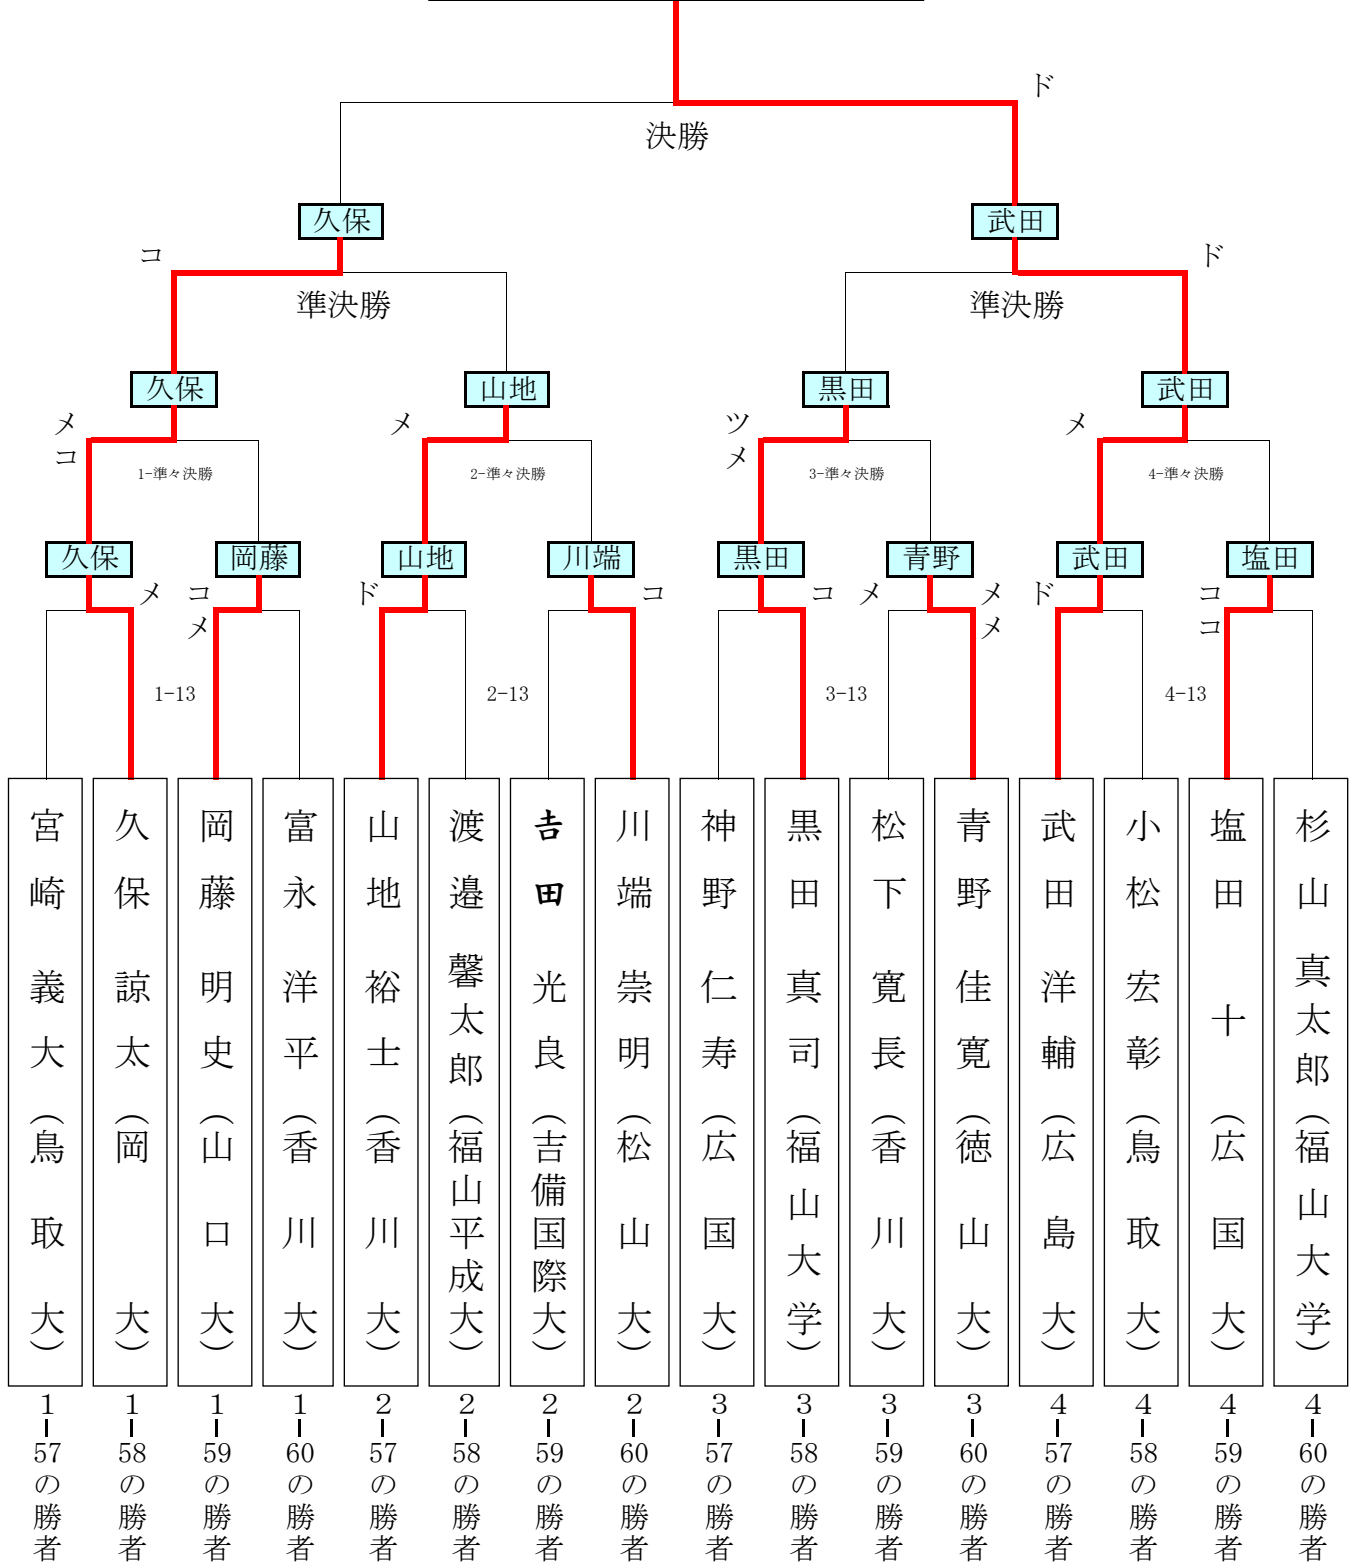 ド
決勝
久保
武田
コ
ド
準決勝
準決勝
久保
山地
黒田
武田
メ
コ
メ
ツ
メ
メ
1-準々決勝
2-準々決勝
3-準々決勝
4-準々決勝
久保
岡藤
山地
川端
黒田
青野
武田
塩田
メ
コ
メ
ド
コ
コ
メ
メ
メ
ド
コ
コ
1-13
2-13
3-13
4-13
宮崎 義大(鳥取大)
久保 諒太(岡大)
岡藤 明史(山口大)
富永 洋平(香川大)
山地 裕士(香川大)
渡邉 馨太郎(福山平成大)
𠮷田 光良(吉備国際大)
川端 崇明(松山大)
神野 仁寿(広国大)
黒田 真司(福山大学)
松下 寛長(香川大)
青野 佳寛(徳山大)
武田 洋輔(広島大)
小松 宏彰(鳥取大)
塩田 十(広国大)
杉山 真太郎(福山大学)
1-57の勝者
1-58の勝者
1-59の勝者
1-60の勝者
2-57の勝者
2-58の勝者
2-59の勝者
2-60の勝者
3-57の勝者
3-58の勝者
3-59の勝者
3-60の勝者
4-57の勝者
4-58の勝者
4-59の勝者
4-60の勝者